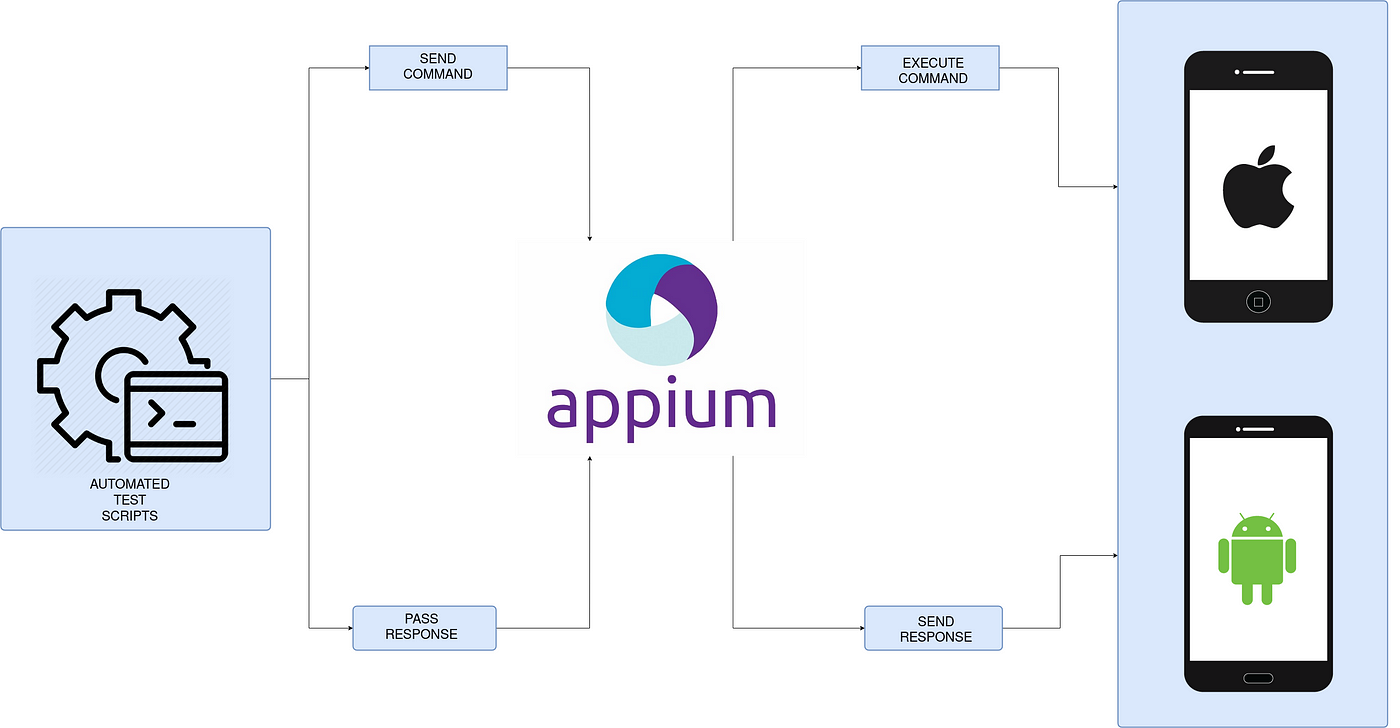 SEND
COMMAND
EXECUTE
COMMAND
appium
AUTOMATED
TEST
SCRIPTS
PASS
RESPONSE
SEND
RESPONSE